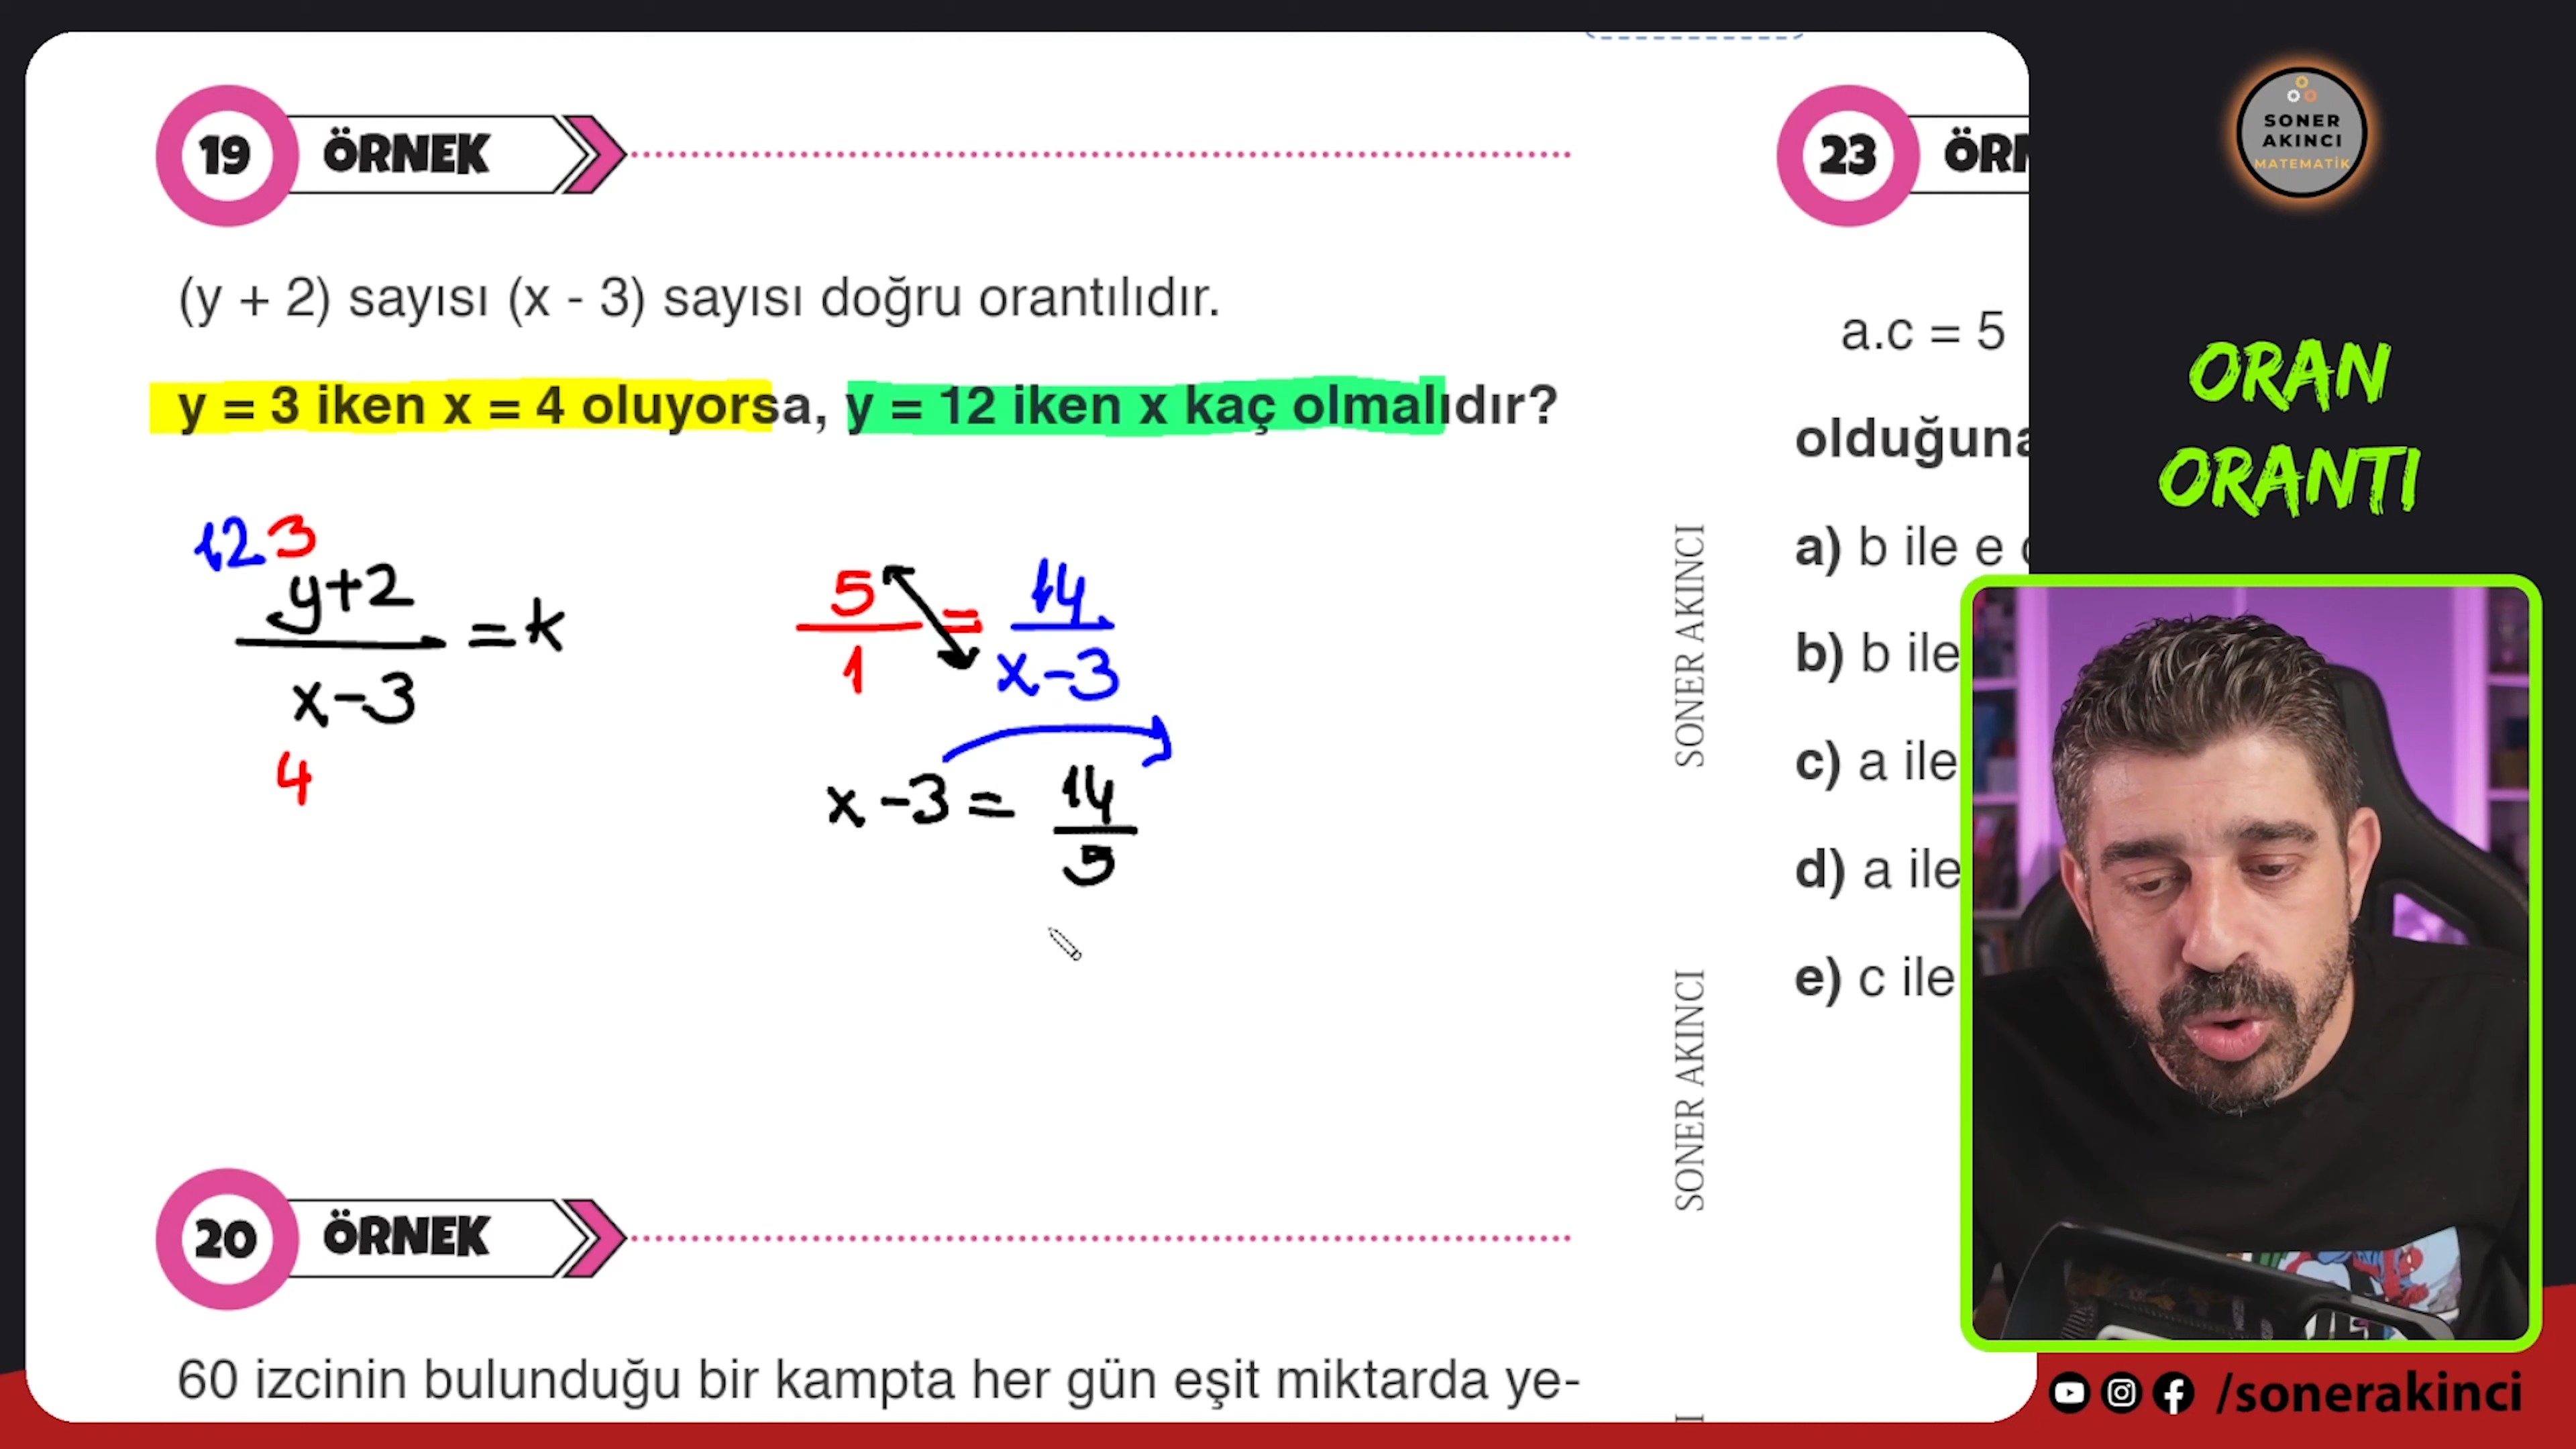 19 ÖRNEK
(y + 2) sayısı (x - 3) sayısı doğru orantılıdır.
y = 3 iken x = 4 oluyorsa, y = 12 iken x kaç olmalıdır?
12 3
y+2
= k
x-3
4
5 = 14
1 x-3
x-3 = 14
5
20 ÖRNEK
60 izcinin bulunduğu bir kampta her gün eşit miktarda ye-
SONER AKINCI
SONER AKINCI
23
a.c = 5
a) b ile e
b) b ile
c) a ile
d) a ile
e) c ile
SONER
AKINCI
MATEMATİK
ORAN
ORANTI
/sonerakinci